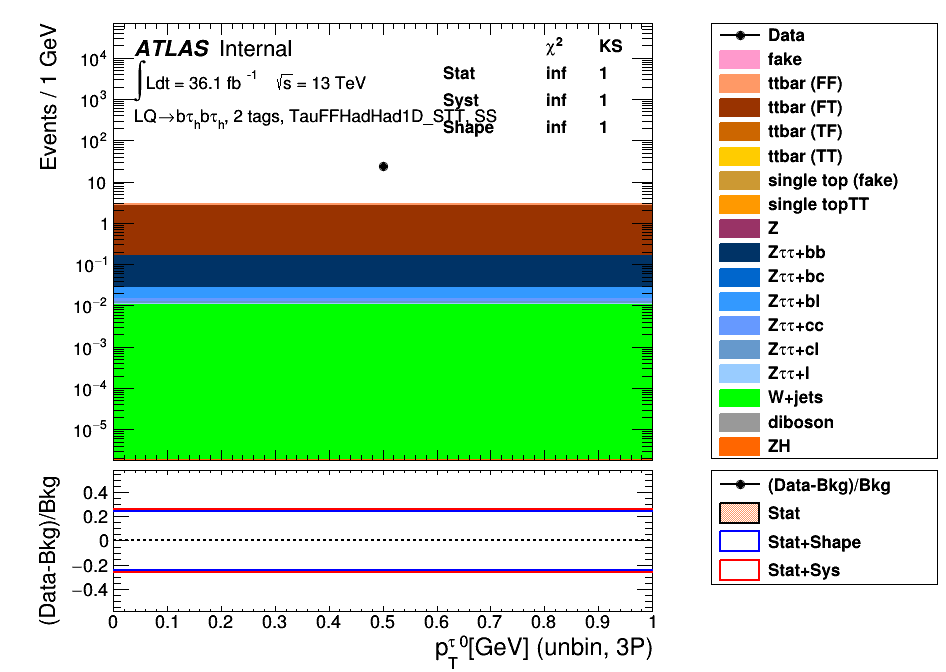 Events / 1 GeV
10⁴
10³
10²
10
1
10⁻¹
10⁻²
10⁻³
10⁻⁴
10⁻⁵
ATLAS Internal
∫Ldt = 36.1 fb⁻¹ √s = 13 TeV
LQ→bτₕbτₕ, 2 tags, TauFFHadHad1D_STT, SS
χ² KS
Stat inf 1
Syst inf 1
Shape inf 1
Data
fake
ttbar (FF)
ttbar (FT)
ttbar (TF)
ttbar (TT)
single top (fake)
single topTT
Z
Zττ+bb
Zττ+bc
Zττ+bl
Zττ+cc
Zττ+cl
Zττ+l
W+jets
diboson
ZH
(Data-Bkg)/Bkg
0.4
0.2
0
−0.2
−0.4
0 0.1 0.2 0.3 0.4 0.5 0.6 0.7 0.8 0.9 1
p_T^τ0[GeV] (unbin, 3P)
(Data-Bkg)/Bkg
Stat
Stat+Shape
Stat+Sys